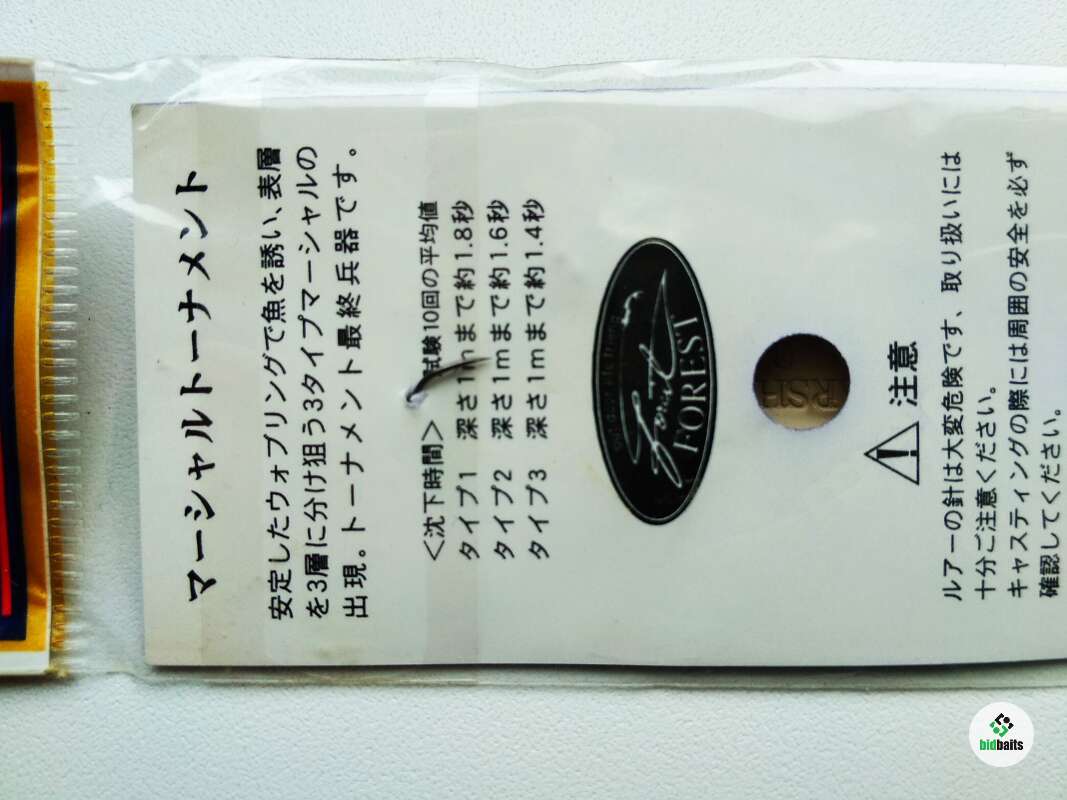 マーシャルトーナメント
安定したウォブリングで魚を誘い、表層
を3層に分け狙う3タイプマーシャルの
出現。トーナメント最終兵器です。
＜沈下時間＞ 試験10回の平均値
タイプ1 深さ1mまで約1.8秒
タイプ2 深さ1mまで約1.6秒
タイプ3 深さ1mまで約1.4秒
Forest
FOREST
RSH
注意
ルアーの針は大変危険です、取り扱いには
十分ご注意ください。
キャスティングの際には周囲の安全を必ず
確認してください。
bidbaits